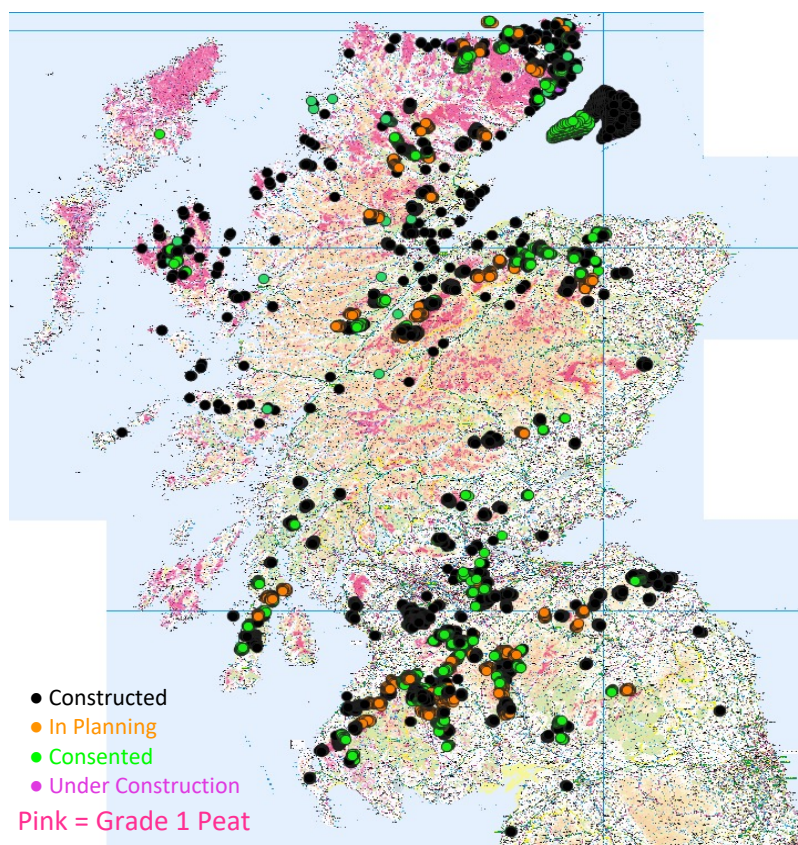 Constructed
In Planning
Consented
Under Construction
Pink = Grade 1 Peat